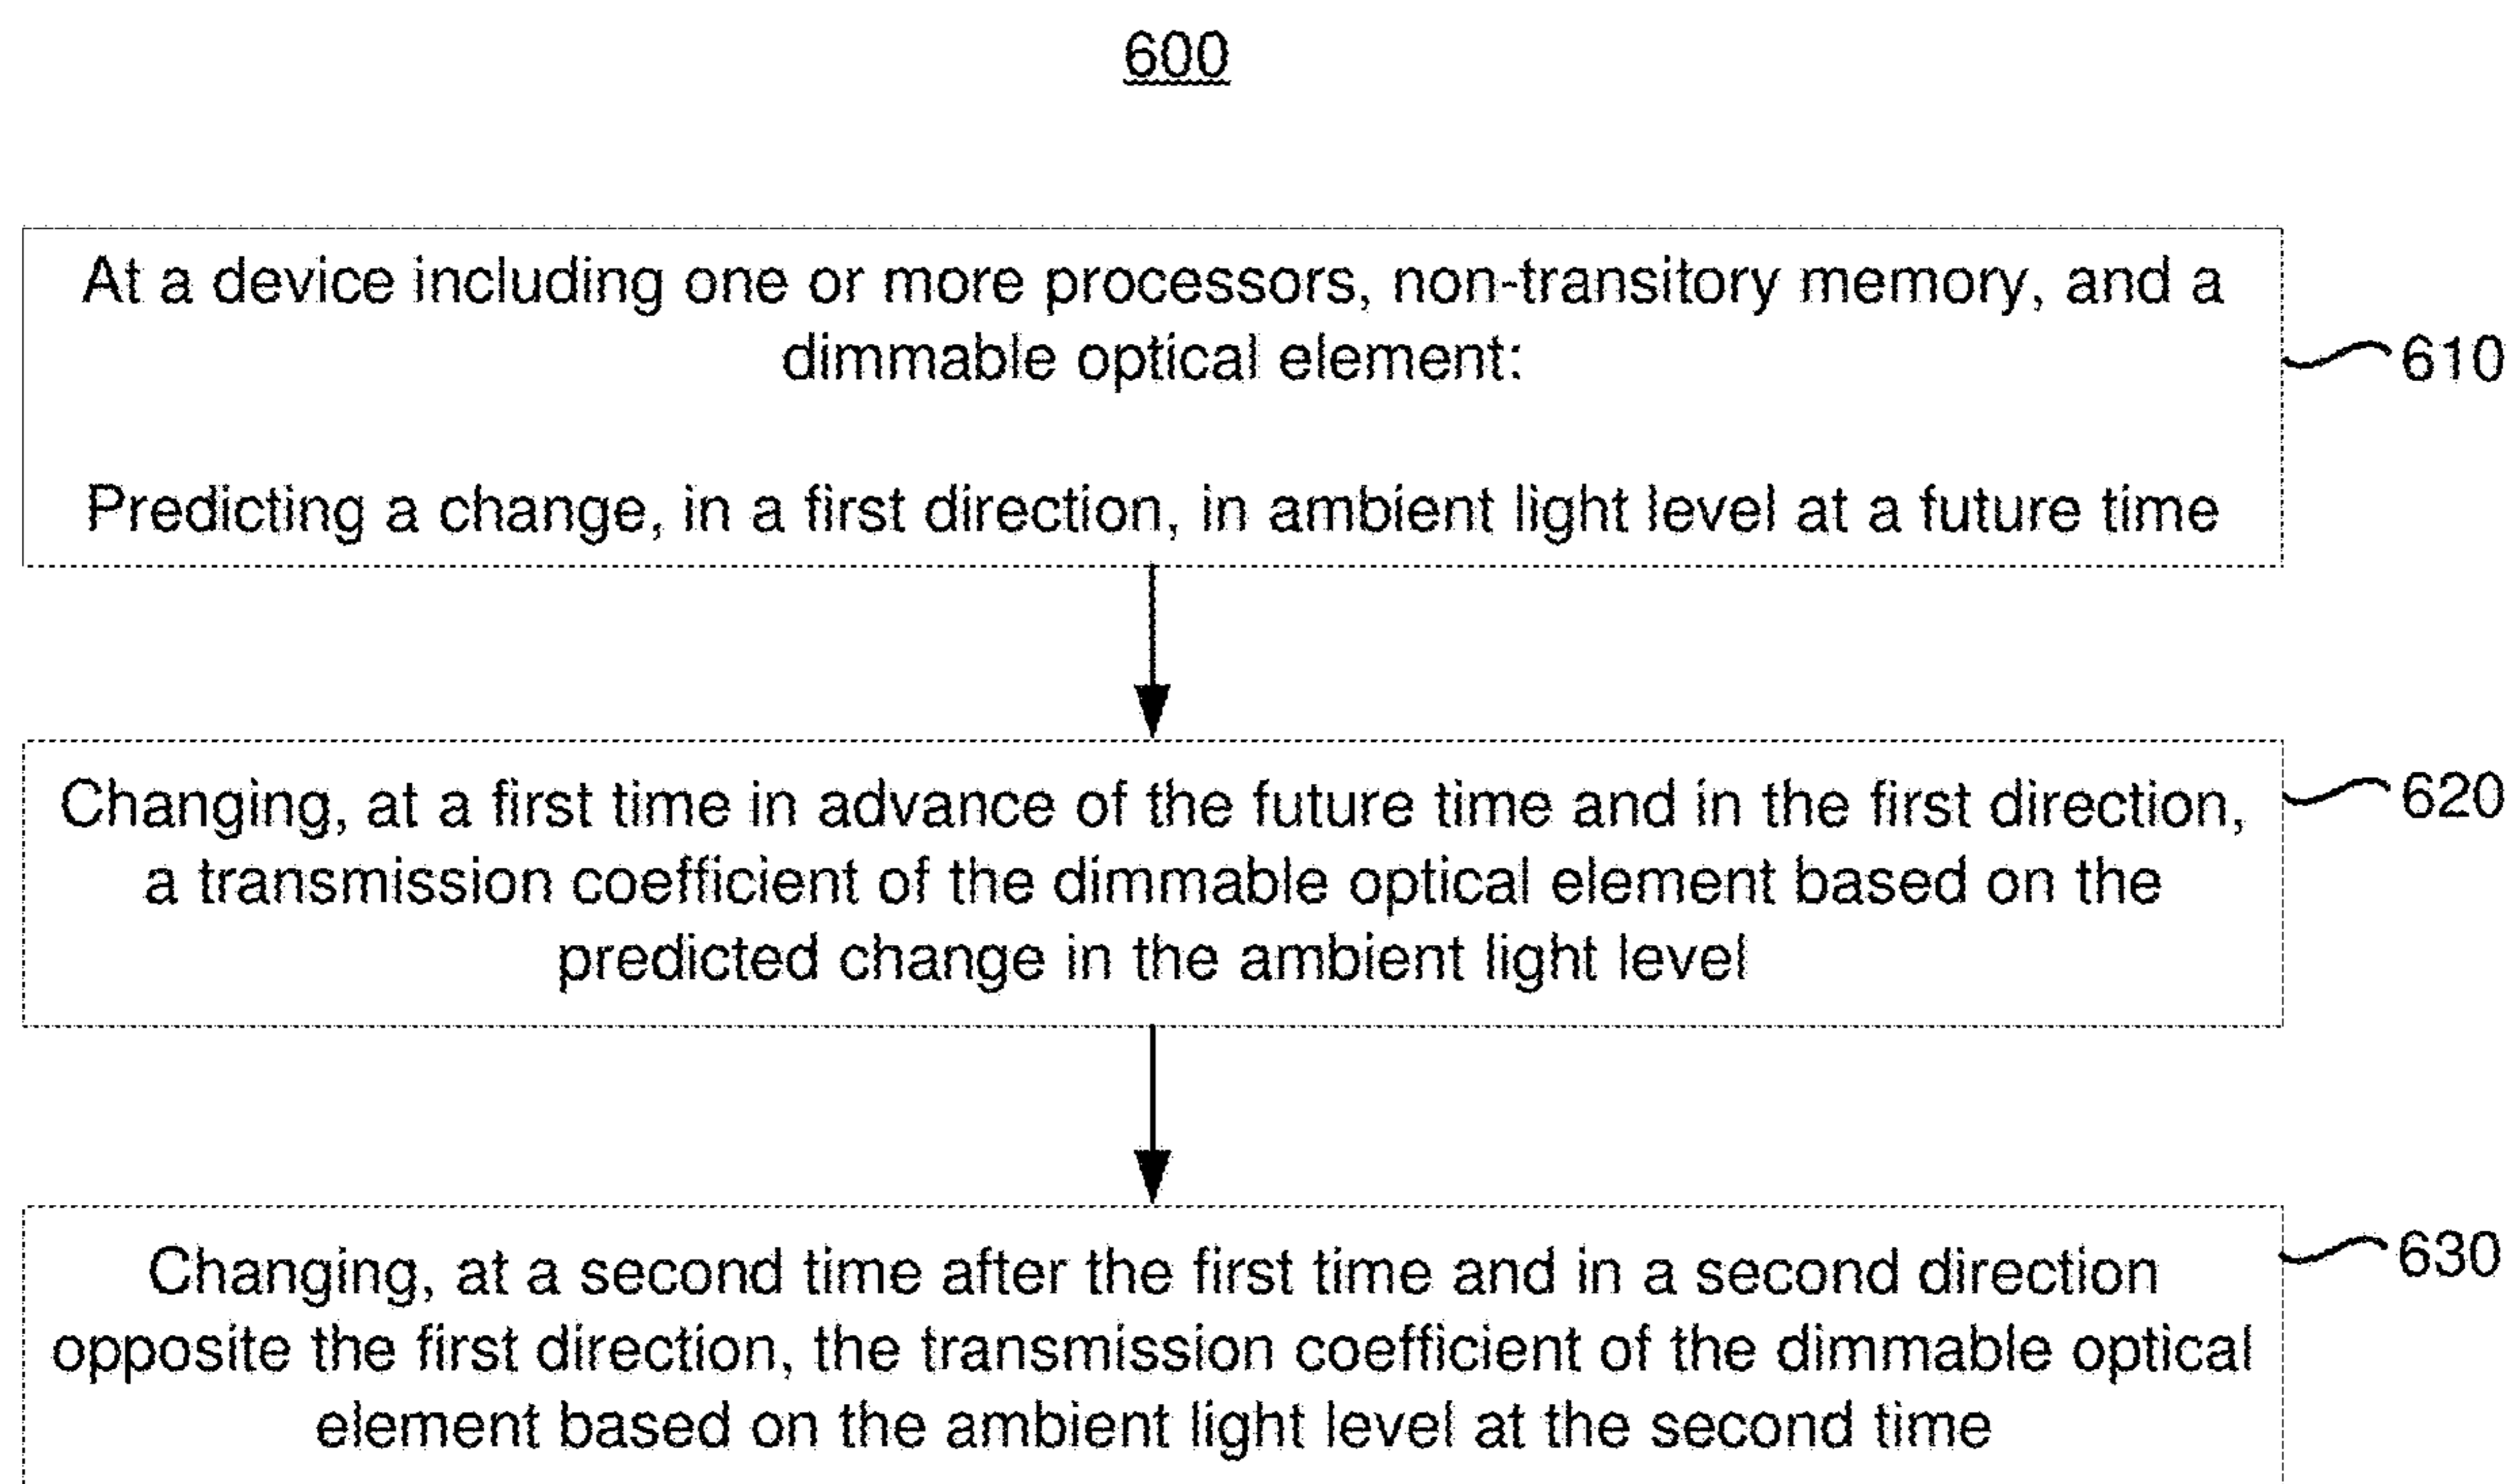 600
At a device including one or more processors, non-transitory memory, and a
dimmable optical element:
610
Predicting a change, in a first direction, in ambient light level at a future time
Changing, at a first time in advance of the future time and in the first direction,
620
a transmission coefficient of the dimmable optical element based on the
predicted change in the ambient light level
Changing, at a second time after the first time and in a second direction
630
opposite the first direction, the transmission coefficient of the dimmable optical
element based on the ambient light level at the second time